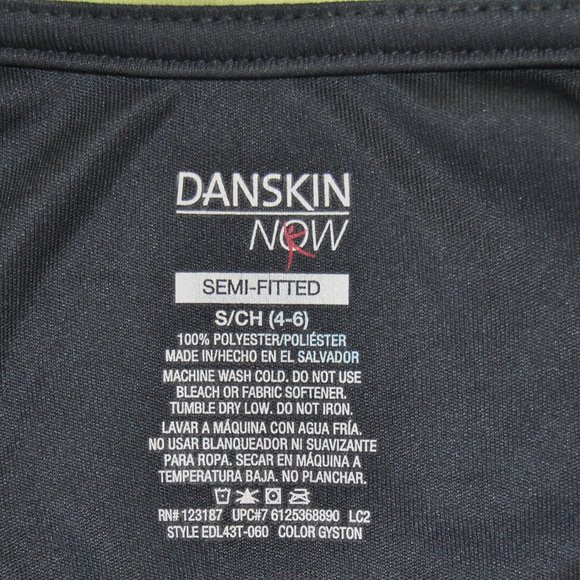 DANSKIN
NOW
SEMI-FITTED
S/CH (4-6)
100% POLYESTER/POLIÉSTER
MADE IN/HECHO EN EL SALVADOR
MACHINE WASH COLD. DO NOT USE
BLEACH OR FABRIC SOFTENER.
TUMBLE DRY LOW. DO NOT IRON.
LAVAR A MÁQUINA CON AGUA FRÍA.
NO USAR BLANQUEADOR NI SUAVIZANTE
PARA ROPA. SECAR EN MÁQUINA A
TEMPERATURA BAJA. NO PLANCHAR.
RN# 123187 UPC#7 6125368890 LC2
STYLE EDL43T-060 COLOR GYSTON